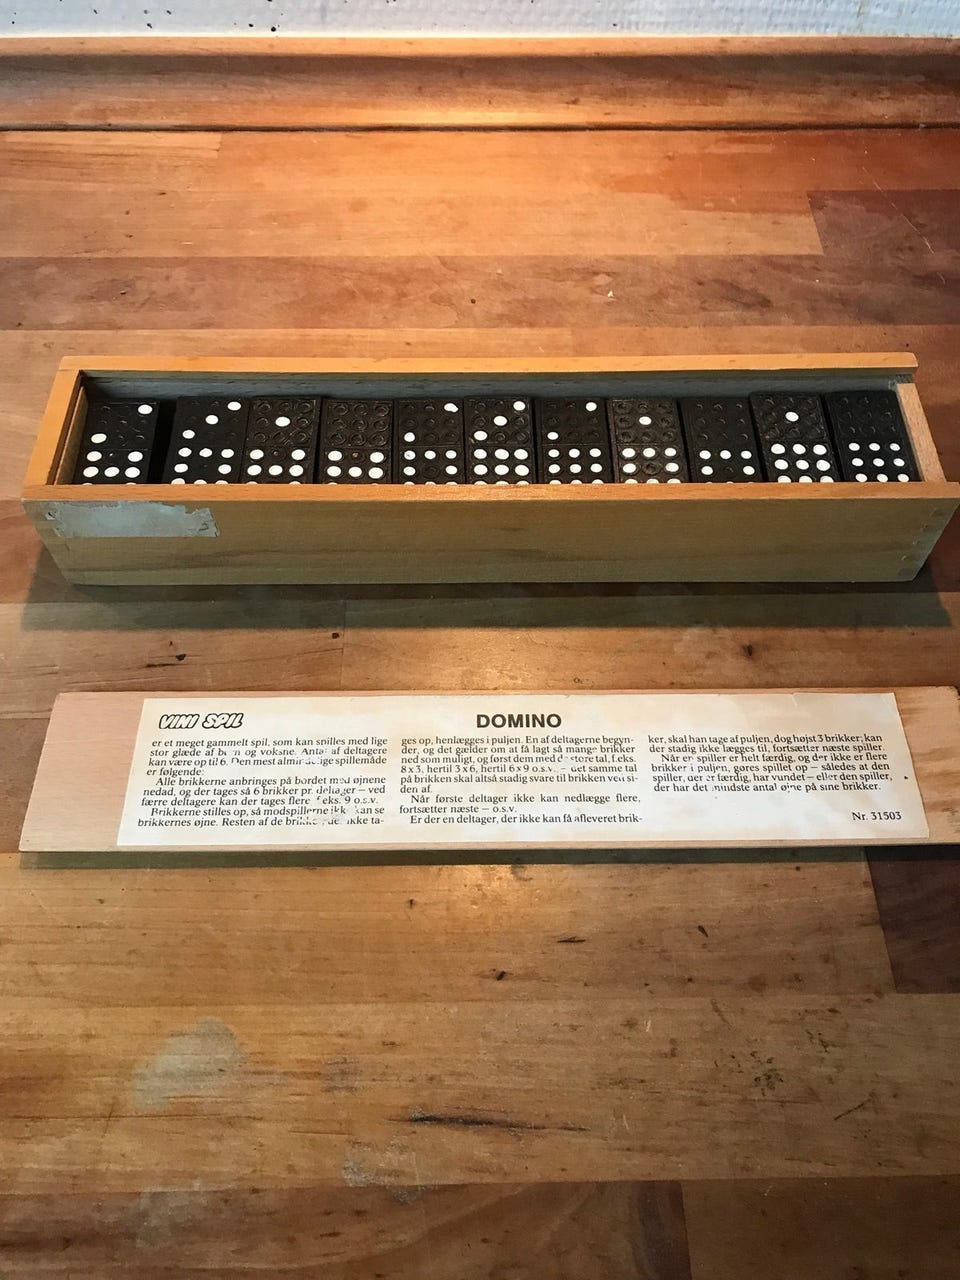 VINI SPIL
DOMINO
er et meget gammelt spil, som kan spilles med lige
stor glæde af børn og voksne. Antal af deltagere
kan være op til 6. Den mest almindelige spillemåde
er følgende:
Alle brikkerne anbringes på bordet med øjnene
nedad, og der tages så 6 brikker pr. deltager – ved
færre deltagere kan der tages flere f.eks. 9 o.s.v.
Brikkerne stilles op, så modspillerne ikke kan se
brikkernes øjne. Resten af de brikker, der ikke ta-
ges op, henlægges i puljen. En af deltagerne begyn-
der, og det gælder om at få lagt så mange brikker
ned som muligt, og først dem med de store tal, f.eks.
8 x 3, hertil 3 x 6, hertil 6 x 9 o.s.v. – det samme tal
på brikken skal altså stadig svare til brikken ved si-
den af.
Når første deltager ikke kan nedlægge flere,
fortsætter næste – o.s.v.
Er der en deltager, der ikke kan få afleveret brik-
ker, skal han tage af puljen, dog højst 3 brikker; kan
der stadig ikke lægges til, fortsætter næste spiller.
Når en spiller er helt færdig, og der ikke er flere
brikker i puljen, gøres spillet op – således at den
spiller, der er færdig, har vundet – eller den spiller,
der har det mindste antal øjne på sine brikker.
Nr. 31503